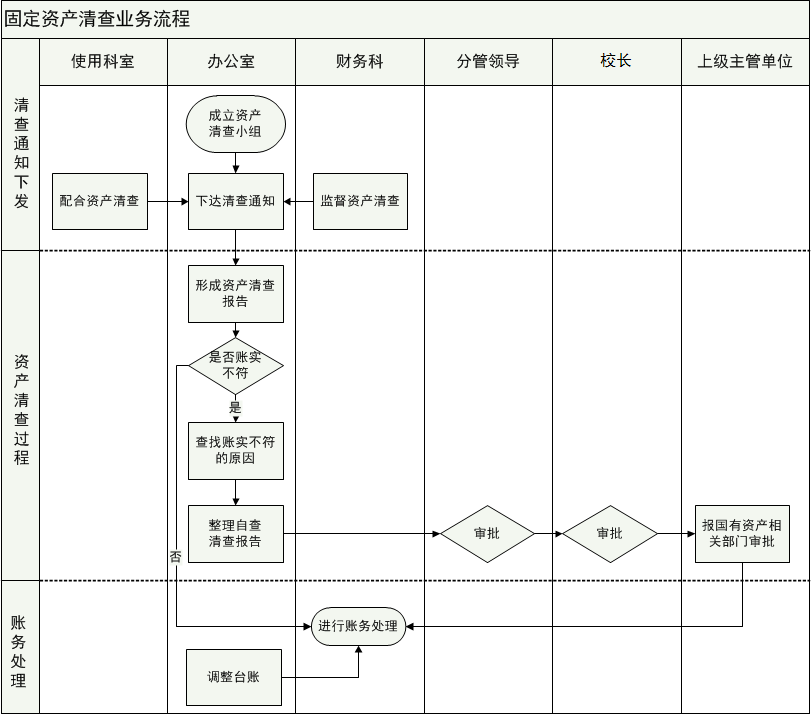 固定资产清查业务流程
使用科室
办公室
财务科
分管领导
校长
上级主管单位
清查通知下发
成立资产
清查小组
配合资产清查
下达清查通知
监督资产清查
资产清查过程
形成资产清查
报告
是否账实
不符
是
查找账实不符
的原因
整理自查
清查报告
审批
审批
报国有资产相
关部门审批
否
账务处理
进行账务处理
调整台账